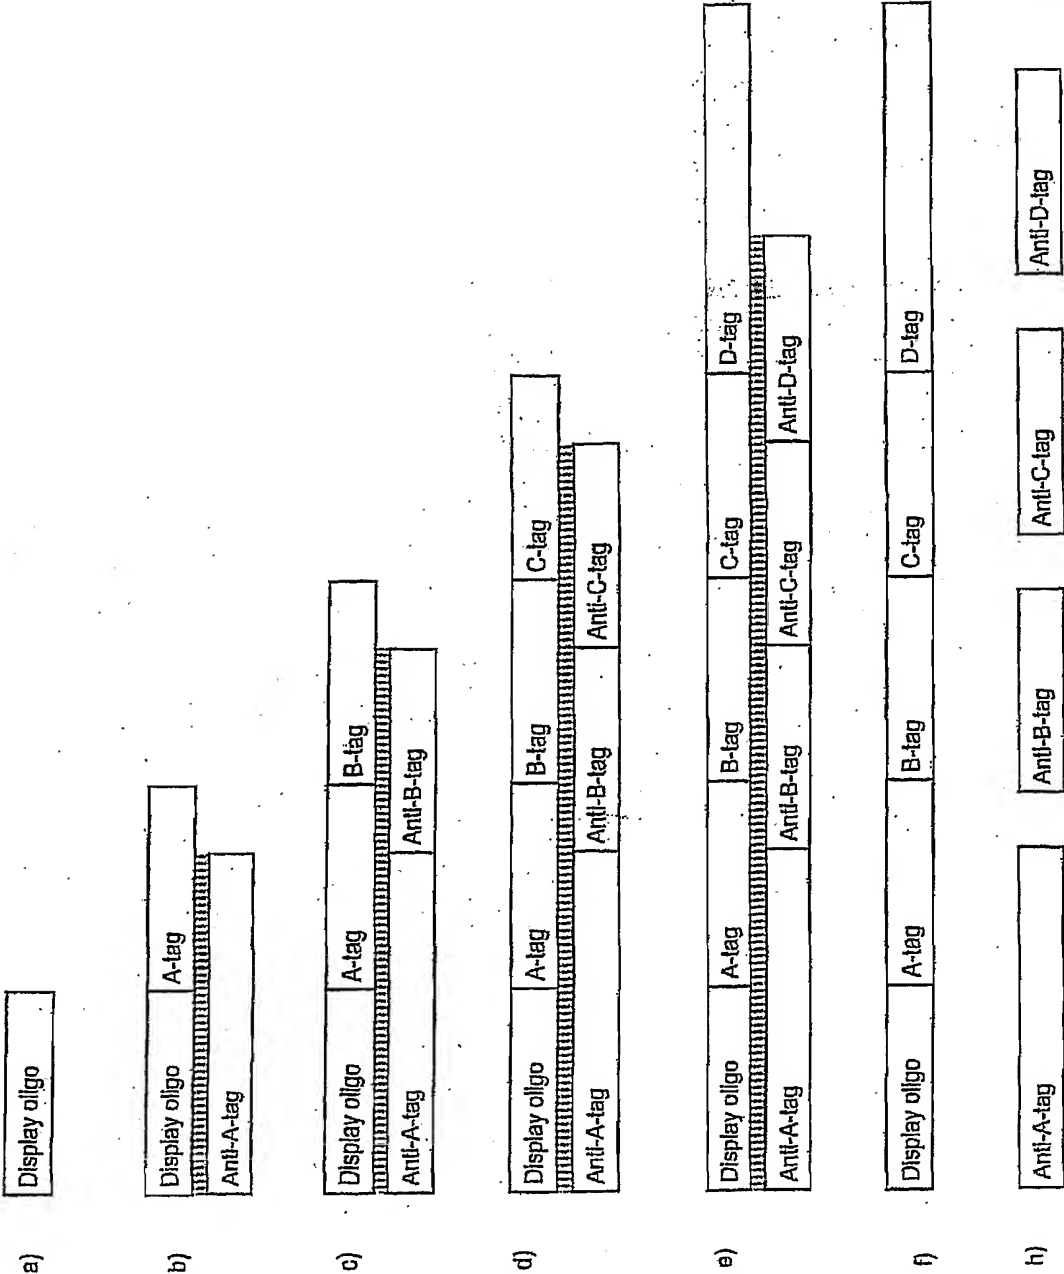 a)
Display oligo
b)
Display oligo A-tag
Anti-A-tag
c)
Display oligo A-tag B-tag
Anti-A-tag Anti-B-tag
d)
Display oligo A-tag B-tag C-tag
Anti-A-tag Anti-B-tag Anti-C-tag
e)
Display oligo A-tag B-tag C-tag D-tag
Anti-A-tag Anti-B-tag Anti-C-tag Anti-D-tag
f)
Display oligo A-tag B-tag C-tag D-tag
h)
Anti-A-tag Anti-B-tag Anti-C-tag Anti-D-tag